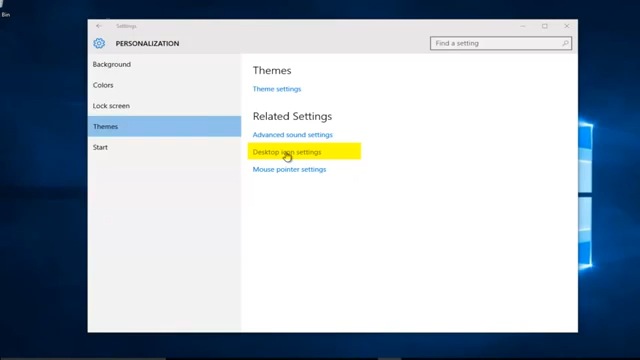 Bin
Settings
PERSONALIZATION
Find a setting
Background
Colors
Lock screen
Themes
Start
Themes
Theme settings
Related Settings
Advanced sound settings
Desktop icon settings
Mouse pointer settings